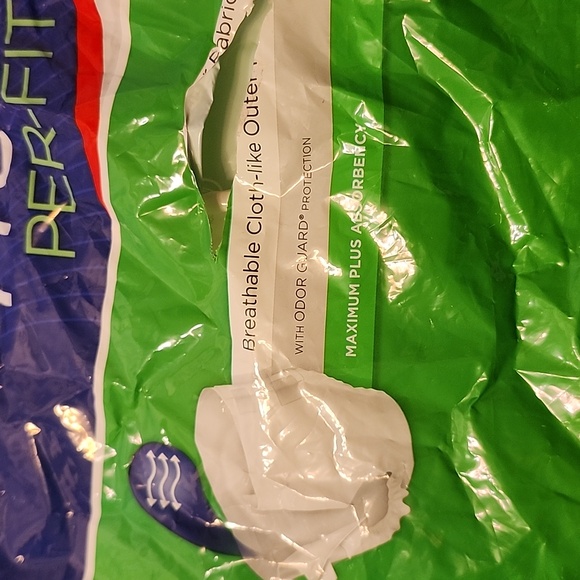 PER-FIT
Fabric
Breathable Cloth-like Outer
WITH ODOR GUARD® PROTECTION
MAXIMUM PLUS ABSORBENCY